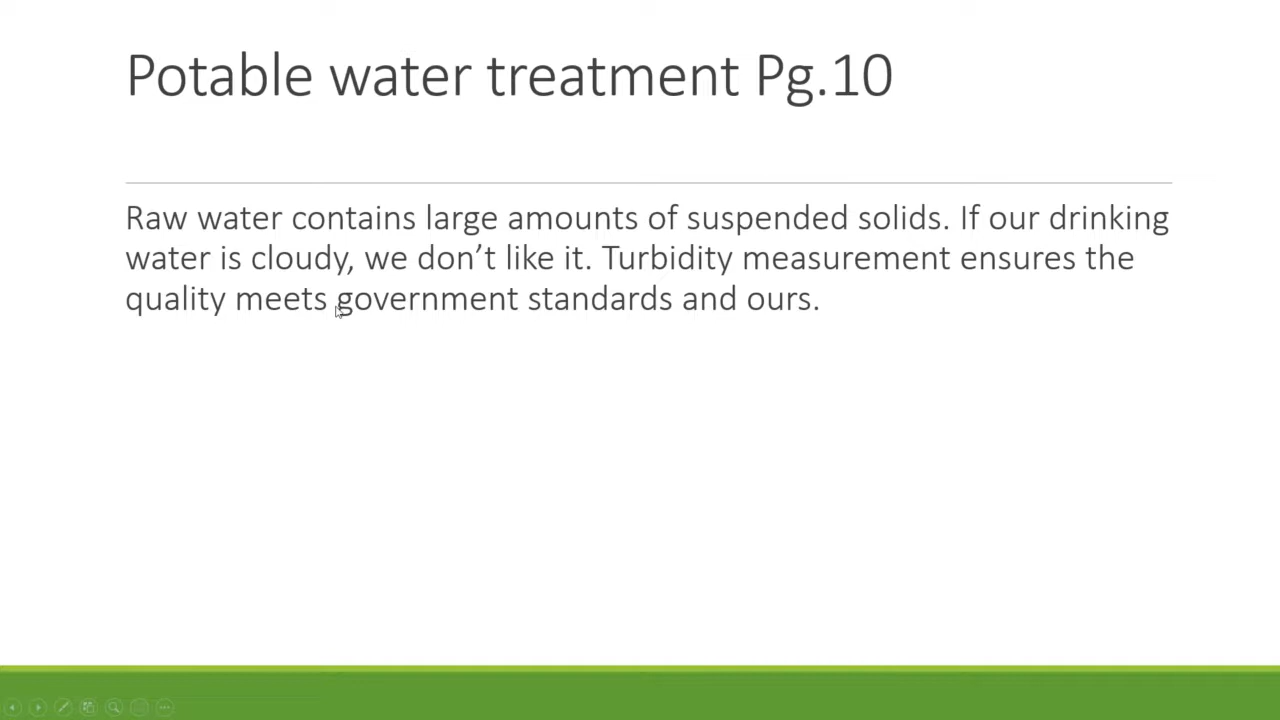 Potable water treatment Pg.10
Raw water contains large amounts of suspended solids. If our drinking
water is cloudy, we don’t like it. Turbidity measurement ensures the
quality meets government standards and ours.